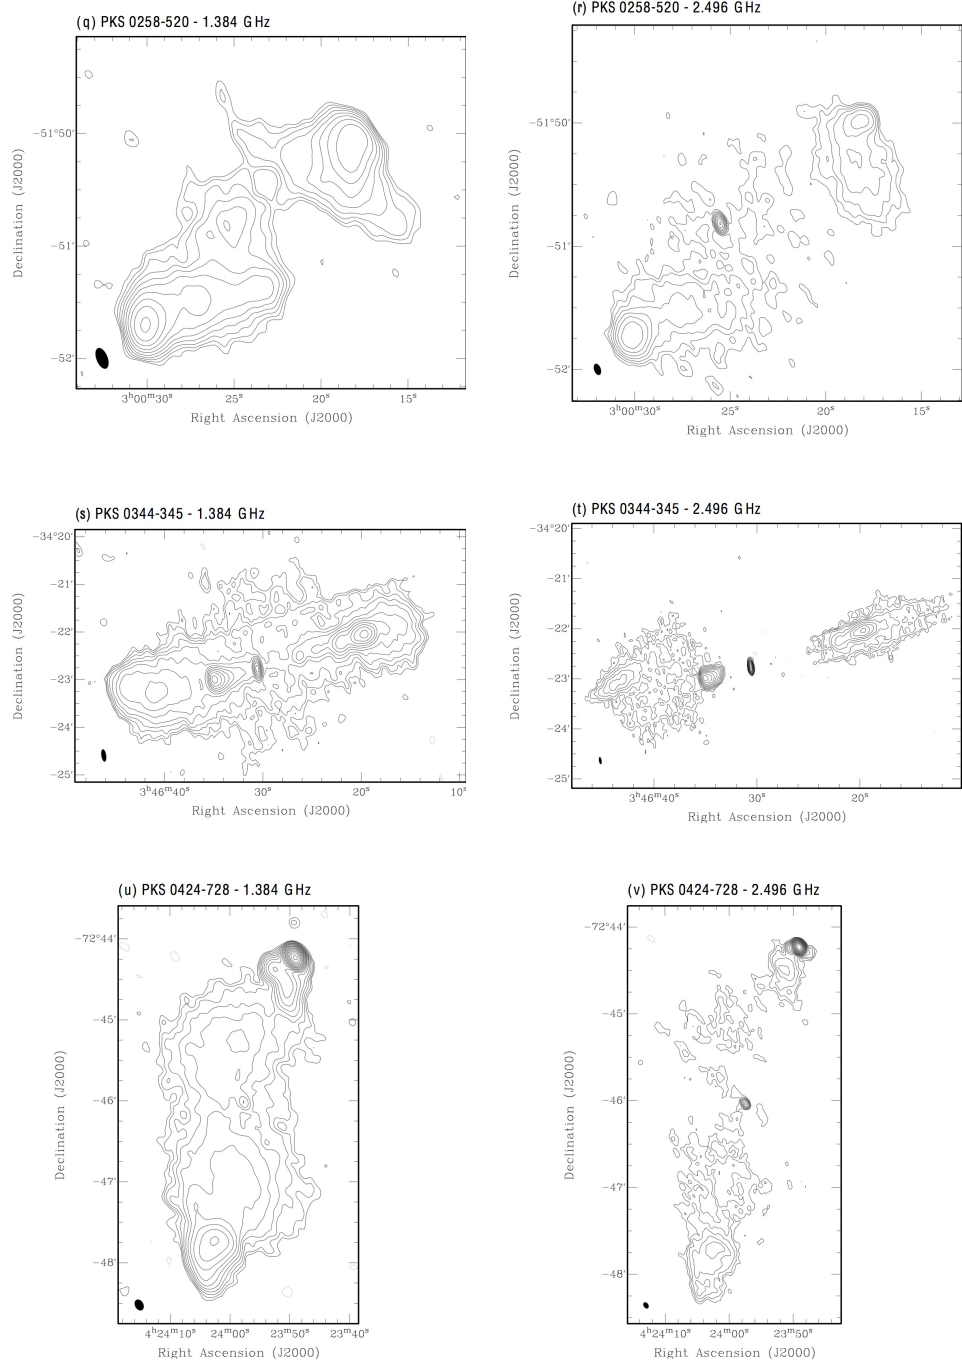 (q) PKS 0258-520 - 1.384 GHz
(r) PKS 0258-520 - 2.496 GHz
Declination (J2000)
−51°50′
−51′
−52′
3ʰ00ᵐ30ˢ 25ˢ 20ˢ 15ˢ
Right Ascension (J2000)
Declination (J2000)
−51°50′
−51′
−52′
3ʰ00ᵐ30ˢ 25ˢ 20ˢ 15ˢ
Right Ascension (J2000)
(s) PKS 0344-345 - 1.384 GHz
(t) PKS 0344-345 - 2.496 GHz
Declination (J2000)
−34°20′
−21′
−22′
−23′
−24′
−25′
3ʰ46ᵐ40ˢ 30ˢ 20ˢ 10ˢ
Right Ascension (J2000)
Declination (J2000)
−34°20′
−21′
−22′
−23′
−24′
−25′
3ʰ46ᵐ40ˢ 30ˢ 20ˢ
Right Ascension (J2000)
(u) PKS 0424-728 - 1.384 GHz
(v) PKS 0424-728 - 2.496 GHz
Declination (J2000)
−72°44′
−45′
−46′
−47′
−48′
4ʰ24ᵐ10ˢ 24ᵐ00ˢ 23ᵐ50ˢ 23ᵐ40ˢ
Right Ascension (J2000)
Declination (J2000)
−72°44′
−45′
−46′
−47′
−48′
4ʰ24ᵐ10ˢ 24ᵐ00ˢ 23ᵐ50ˢ
Right Ascension (J2000)